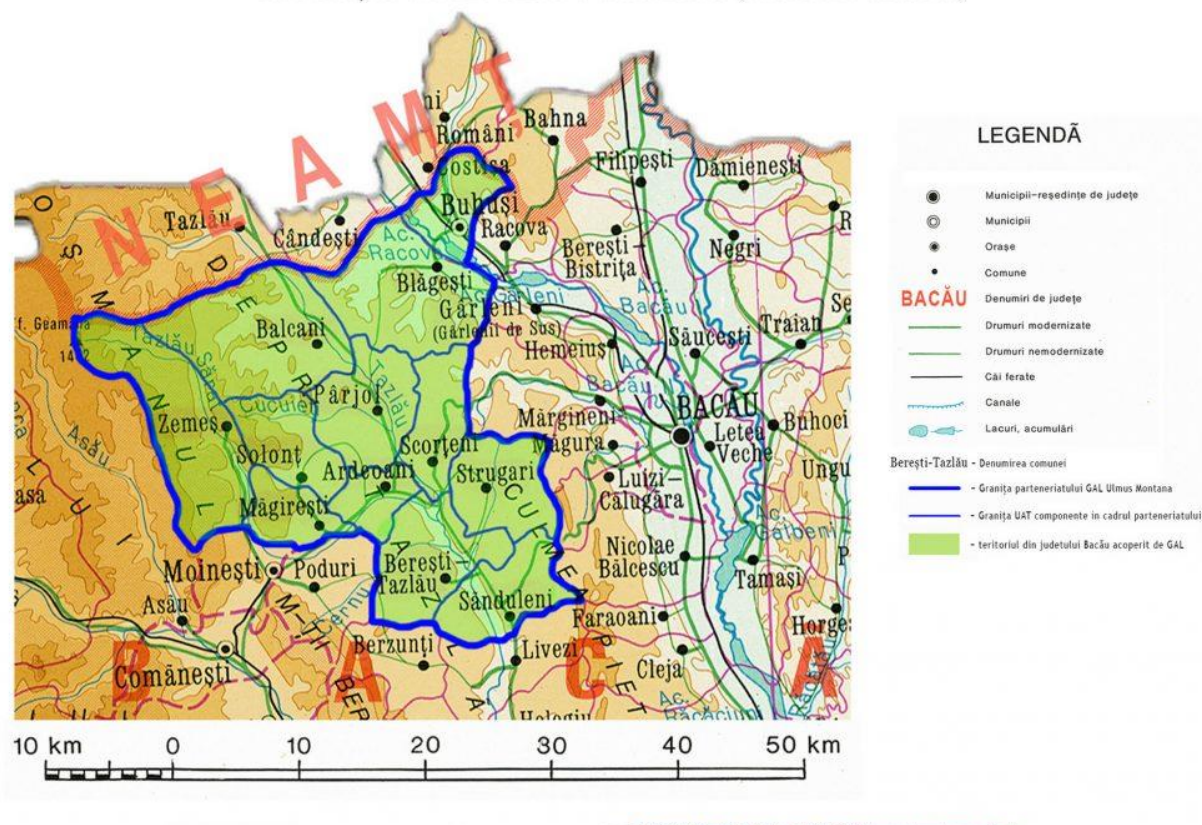 NEAMȚ
Români
Costișa
Bahna
Filipești
Dămienești
Buhuși
Tazlău
Cândești
Ac. Racova
Racova
Berești-Bistrița
Negri
Blăgești
Gârleni
(Gârlenii de Sus)
Ac. Gârleni
Ac. Bacău
Balcani
Hemeiuș
Săucești
Traian
Tazlău
Pârjol
Ac. Bacău
BACĂU
Mărgineni
Măgura
Letea Veche
Buhoci
Zemeș
Solonț
Scorțeni
Ardeoani
Strugari
Luizi-Călugăra
Asău
Măgirești
Nicolae Bălcescu
Ac. Galbeni
Tamași
Moinești
Poduri
Berești-Tazlău
Sănduleni
Asău
Faraoani
Comănești
Berzunți
Livezi
Cleja
BACĂ
10 km 0 10 20 30 40 50 km
LEGENDĂ
Municipii-reședințe de județe
Municipii
Orașe
Comune
BACĂU Denumiri de județe
Drumuri modernizate
Drumuri nemodernizate
Căi ferate
Canale
Lacuri, acumulări
Berești-Tazlău - Denumirea comunei
- Granița parteneriatului GAL Ulmus Montana
- Granița UAT componente in cadrul parteneriatului
- teritoriul din judetului Bacău acoperit de GAL